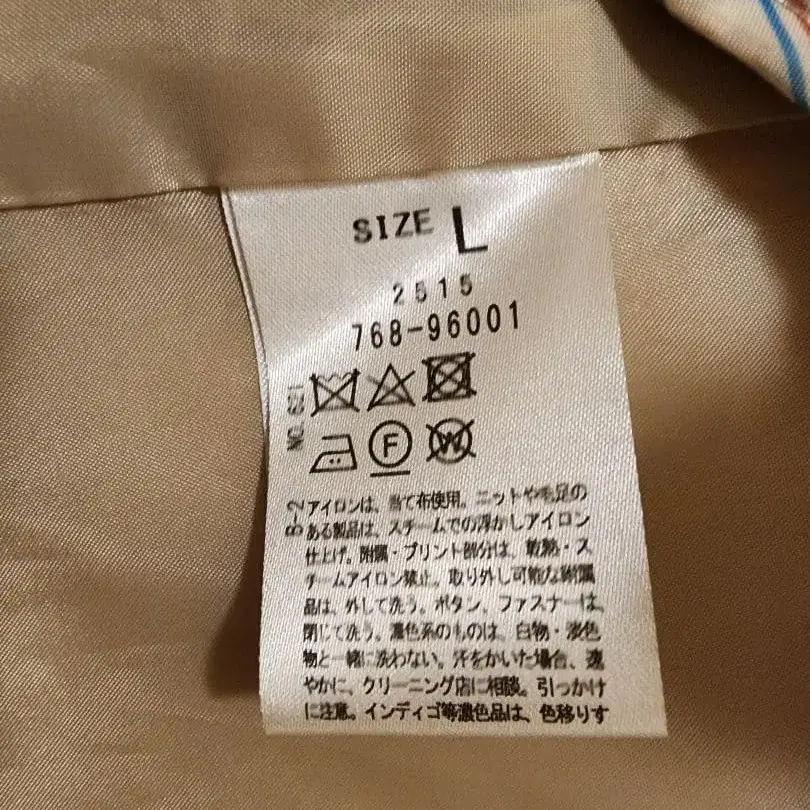 SIZE L
2515
768-96001
NO. 621
F
W
B-2
アイロンは、当て布使用。ニットや毛足の
ある製品は、スチームでの浮かしアイロン
仕上げ。附属・プリント部分は、乾熱・ス
チームアイロン禁止。取り外し可能な附属
品は、外して洗う。ボタン、ファスナーは、
閉じて洗う。濃色系のものは、白物・淡色
物と一緒に洗わない。汗をかいた場合、速
やかに、クリーニング店に相談。引っかけ
に注意。インディゴ等濃色品は、色移りす